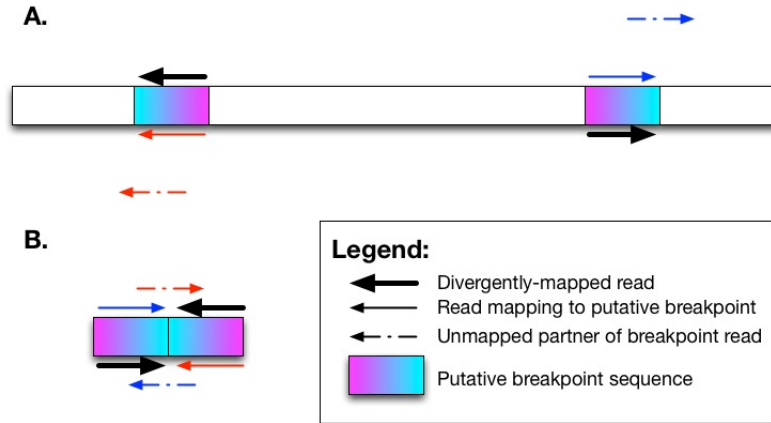 A.
B.
Legend:
Divergently-mapped read
Read mapping to putative breakpoint
Unmapped partner of breakpoint read
Putative breakpoint sequence